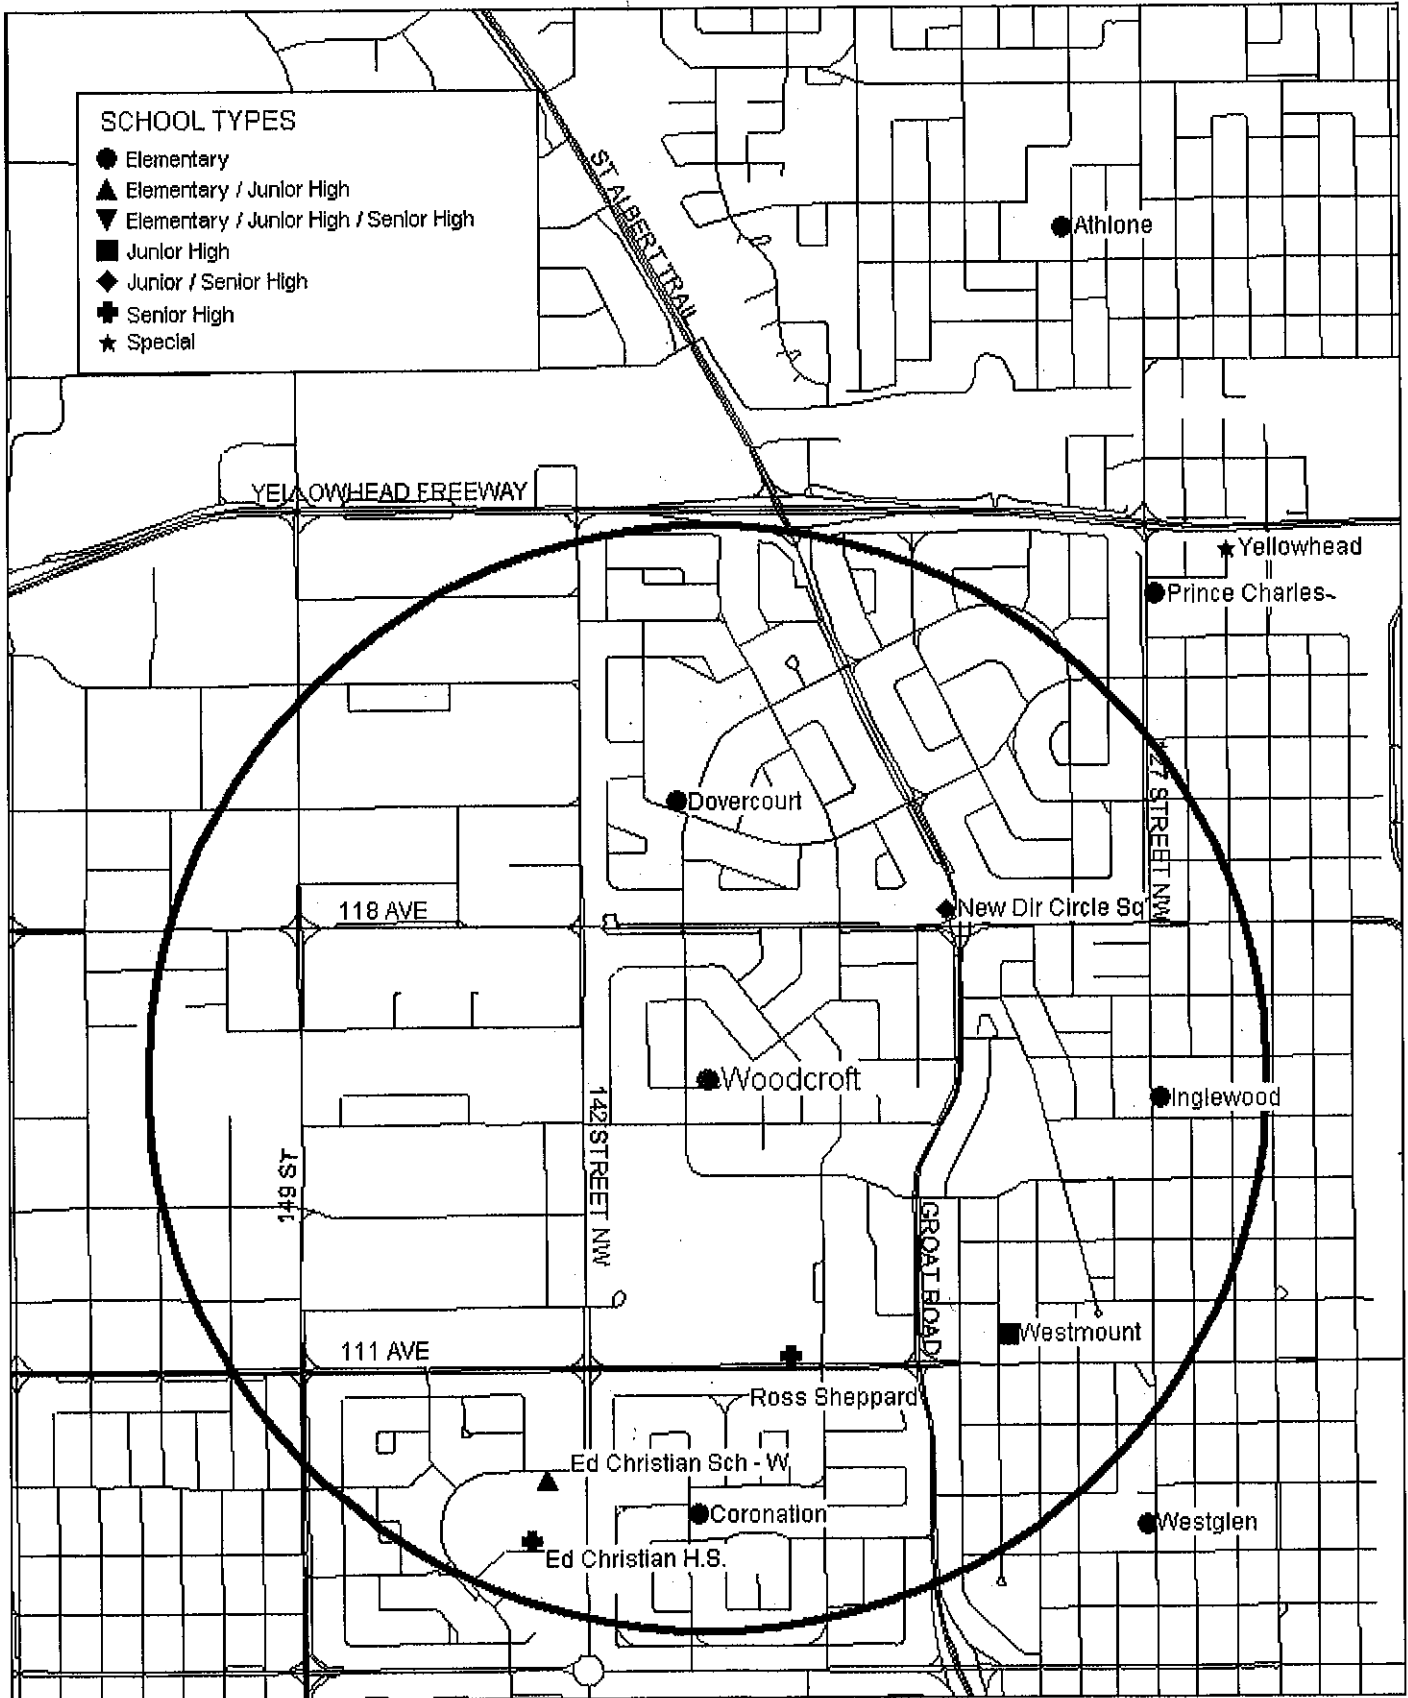 SCHOOL TYPES
Elementary
Elementary / Junior High
Elementary / Junior High / Senior High
Junior High
Junior / Senior High
Senior High
Special
ST ALBERT TRAIL
Athlone
YELLOWHEAD FREEWAY
Yellowhead
Prince Charles
127 STREET NW
Dovercourt
118 AVE
New Dir Circle Sq
Woodcroft
Inglewood
142 STREET NW
149 ST
GROAT ROAD
Westmount
111 AVE
Ross Sheppard
Ed Christian Sch - W
Coronation
Westglen
Ed Christian H.S.